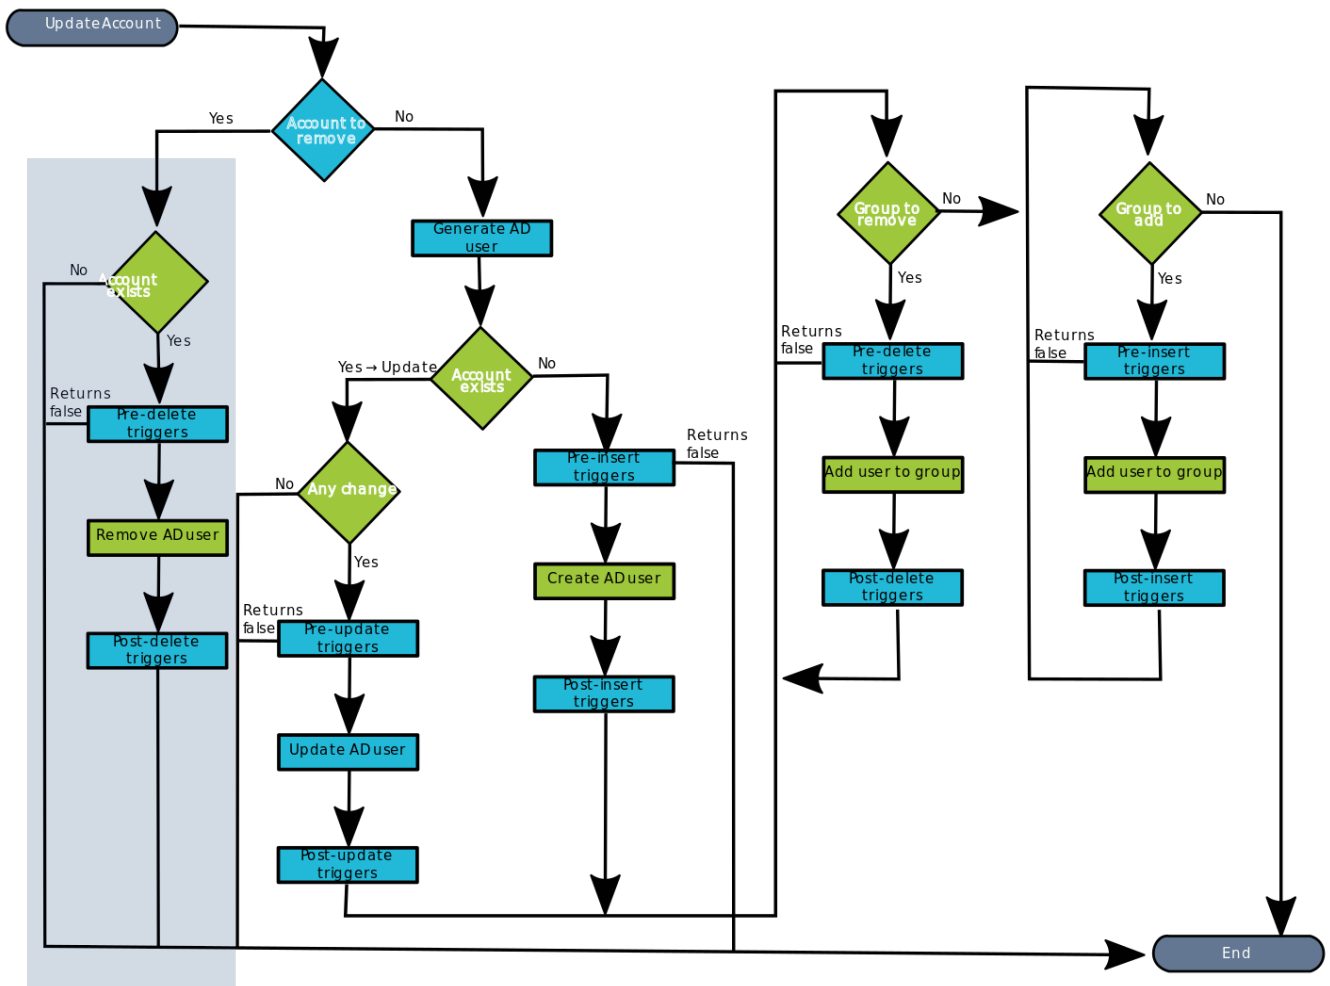 UpdateAccount
Account to
remove
Yes
No
Generate AD
user
Account
exists
No
Yes
Returns
false
Pre-delete
triggers
Remove AD user
Post-delete
triggers
Account
exists
Yes → Update
No
Any change
No
Yes
Returns
false
Pre-update
triggers
Update AD user
Post-update
triggers
Pre-insert
triggers
Returns
false
Create AD user
Post-insert
triggers
Group to
remove
No
Yes
Returns
false
Pre-delete
triggers
Add user to group
Post-delete
triggers
Group to
add
No
Yes
Returns
false
Pre-insert
triggers
Add user to group
Post-insert
triggers
End